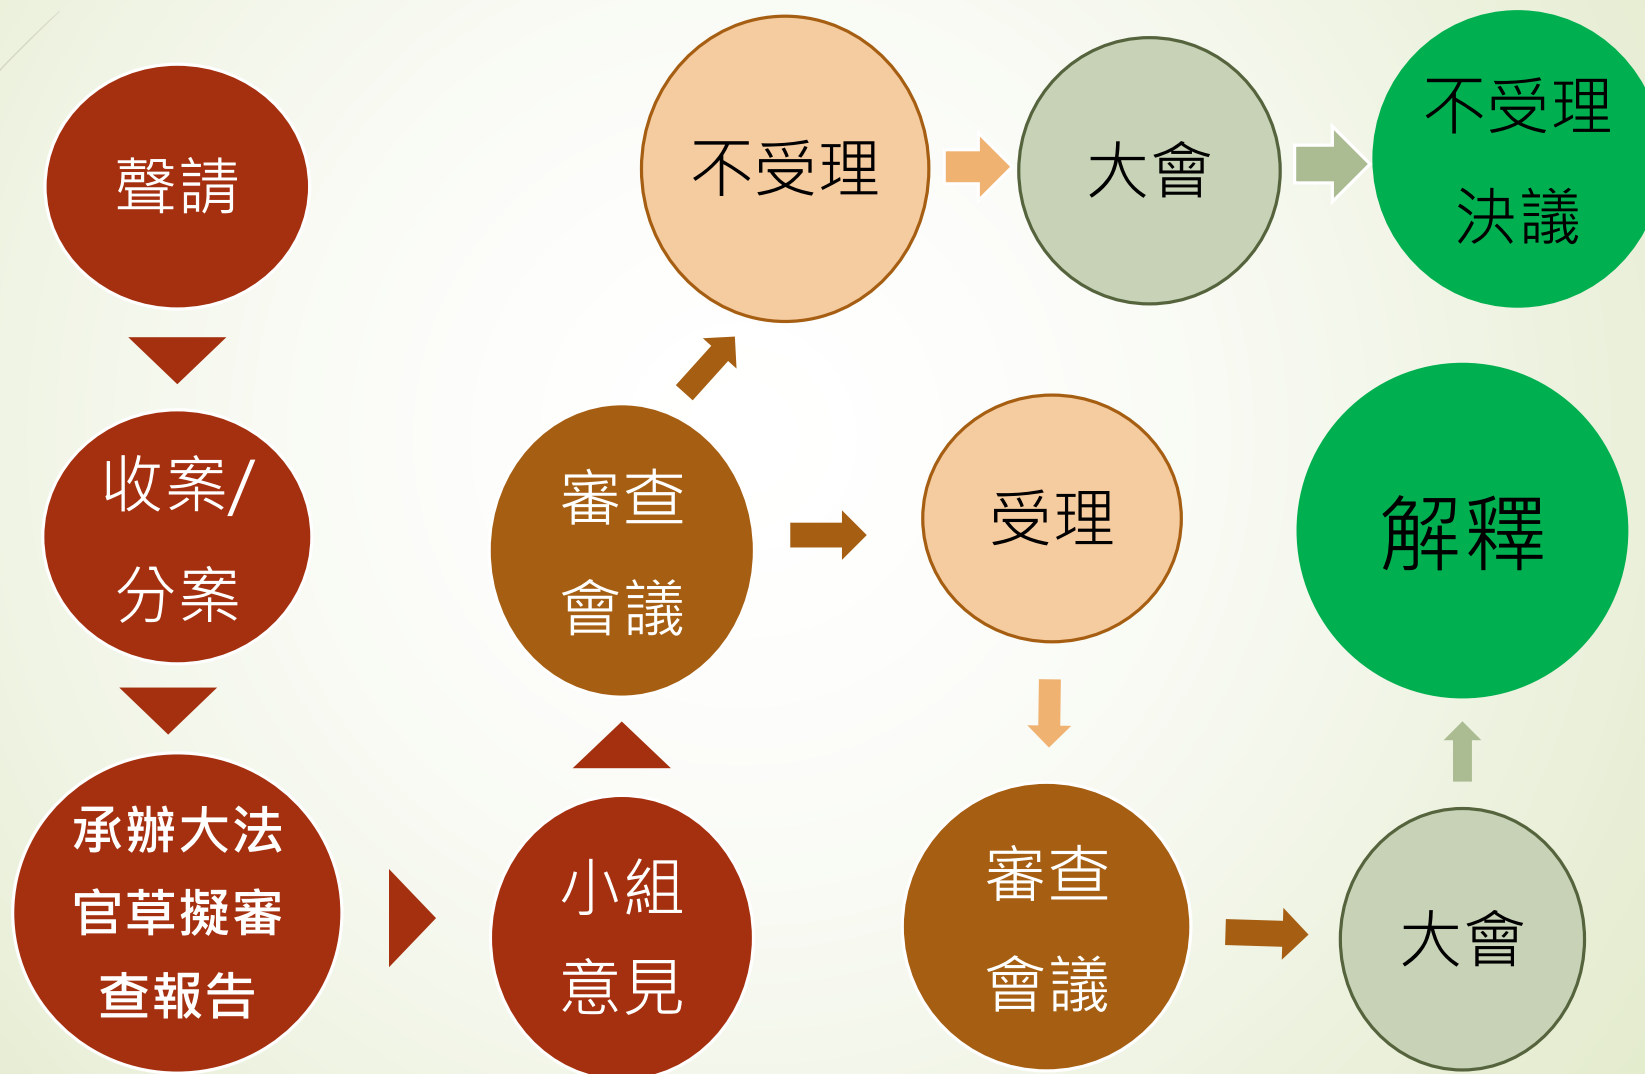 聲請
收案/
分案
承辦大法
官草擬審
查報告
小組
意見
審查
會議
不受理
大會
不受理
決議
受理
審查
會議
大會
解釋